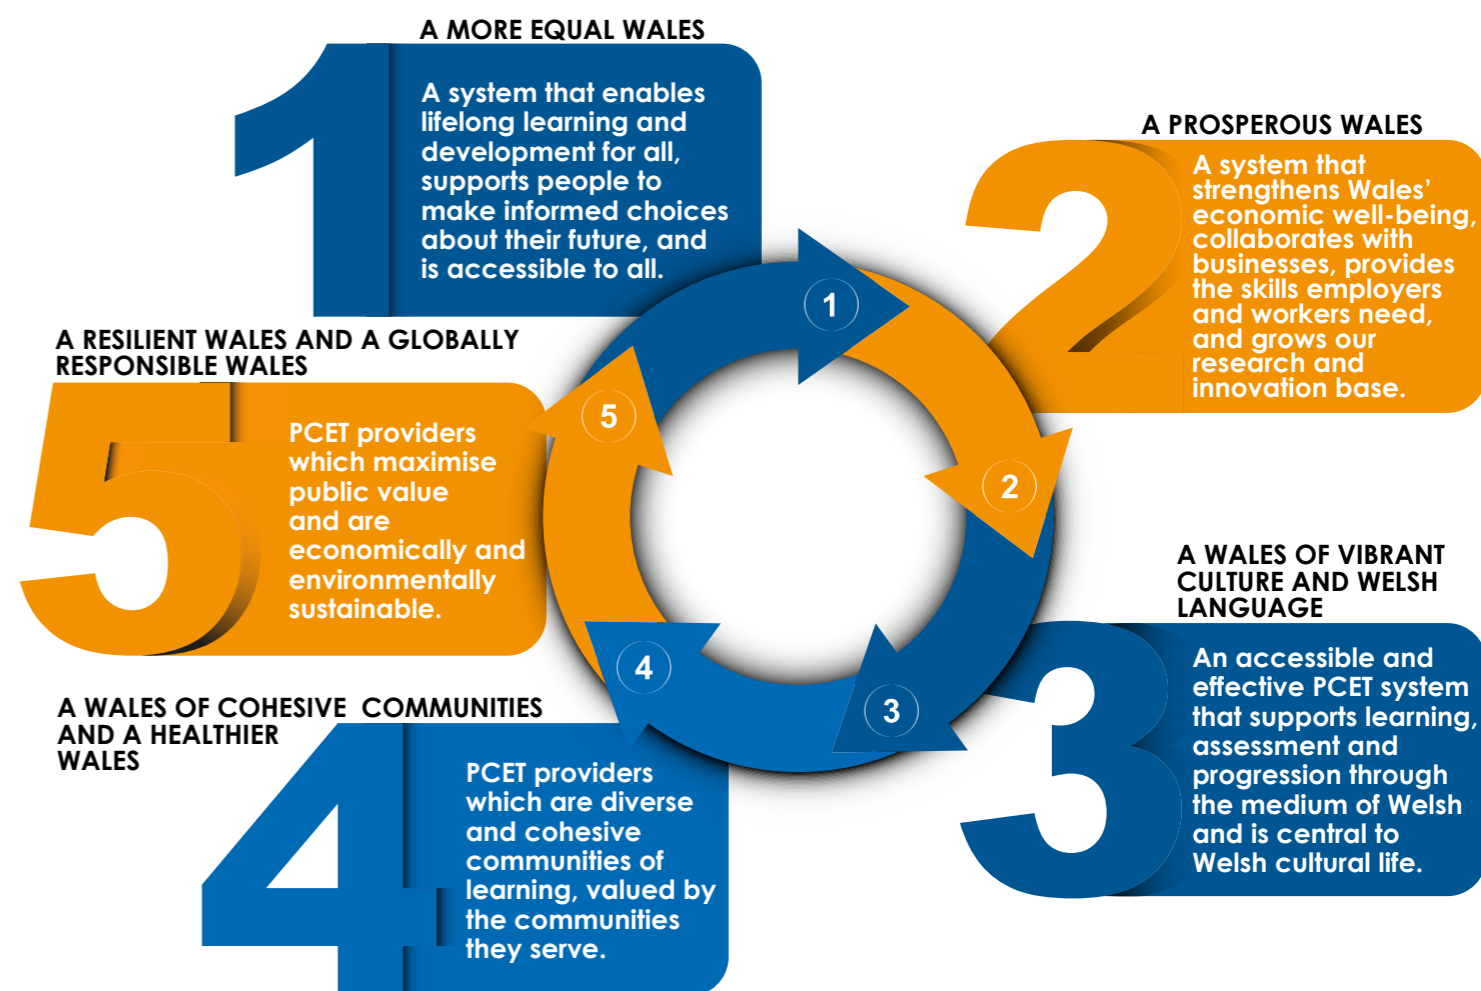 A MORE EQUAL WALES
1
A system that enables
lifelong learning and
development for all,
supports people to
make informed choices
about their future, and
is accessible to all.
A PROSPEROUS WALES
2
A system that
strengthens Wales’
economic well-being,
collaborates with
businesses, provides
the skills employers
and workers need,
and grows our
research and
innovation base.
A WALES OF VIBRANT
CULTURE AND WELSH
LANGUAGE
3
An accessible and
effective PCET system
that supports learning,
assessment and
progression through
the medium of Welsh
and is central to
Welsh cultural life.
A WALES OF COHESIVE COMMUNITIES
AND A HEALTHIER
WALES
4
PCET providers
which are diverse
and cohesive
communities of
learning, valued by
the communities
they serve.
A RESILIENT WALES AND A GLOBALLY
RESPONSIBLE WALES
5
PCET providers
which maximise
public value
and are
economically and
environmentally
sustainable.
1
2
3
4
5